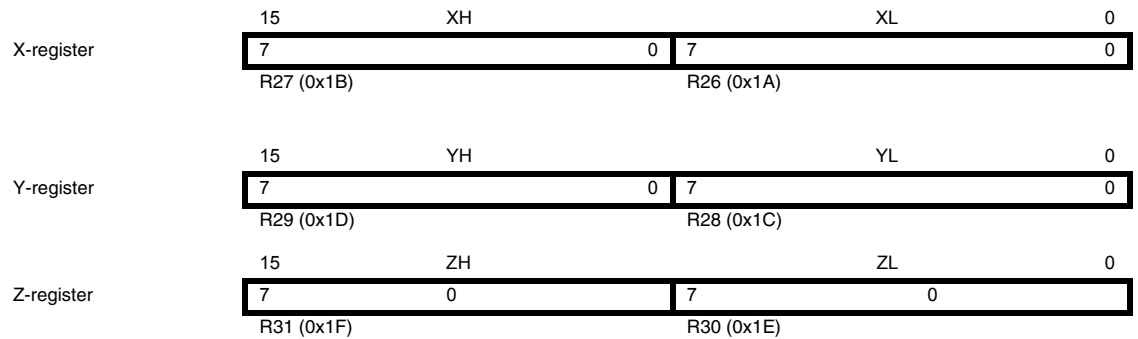 15 XH XL 0
X-register 7 0 7 0
R27 (0x1B) R26 (0x1A)
15 YH YL 0
Y-register 7 0 7 0
R29 (0x1D) R28 (0x1C)
15 ZH ZL 0
Z-register 7 0 7 0
R31 (0x1F) R30 (0x1E)